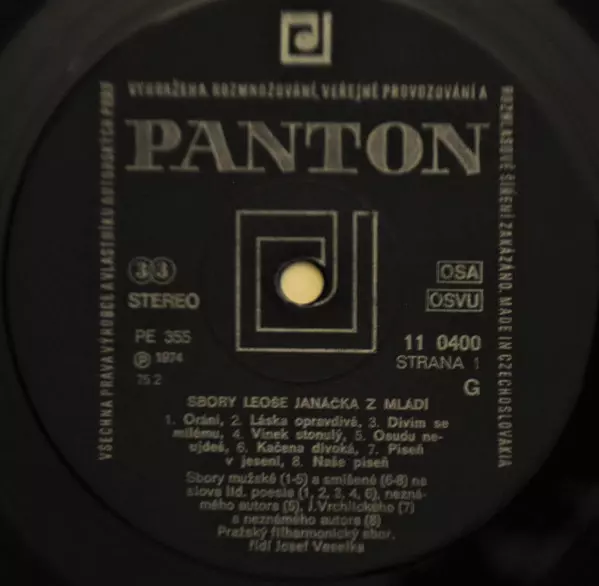 VYHRAŽENA. ROZMNOŽOVÁNÍ, VEŘEJNÉ PROVOZOVÁNÍ A
ROZHLASOVÉ ŠÍŘENÍ ZAKÁZÁNO. MADE IN CZECHOSLOVAKIA
VŠECHNA PRÁVA VÝROBCE A VLASTNÍKU AUTORSKÝCH PRÁV
PANTON
33
STEREO
PE 355
Ⓟ 1974
75 2
OSA
OSVU
11 0400
STRANA 1
G
SBORY LEOŠE JANÁČKA Z MLÁDÍ
1. Orání, 2. Láska opravdivá, 3. Divím se
milému, 4. Vínek stonulý, 5. Osudu ne-
ujdeš, 6. Kačena divoká, 7. Píseň
v jeseni, 8. Naše píseň
Sbory mužské (1-5) a smíšené (6-8) na
slova lid. poesie (1, 2, 3, 4, 6), nezná-
mého autora (5), J. Vrchlického (7)
a neznámého autora (8)
Pražský filharmonický sbor,
řídí Josef Veselka